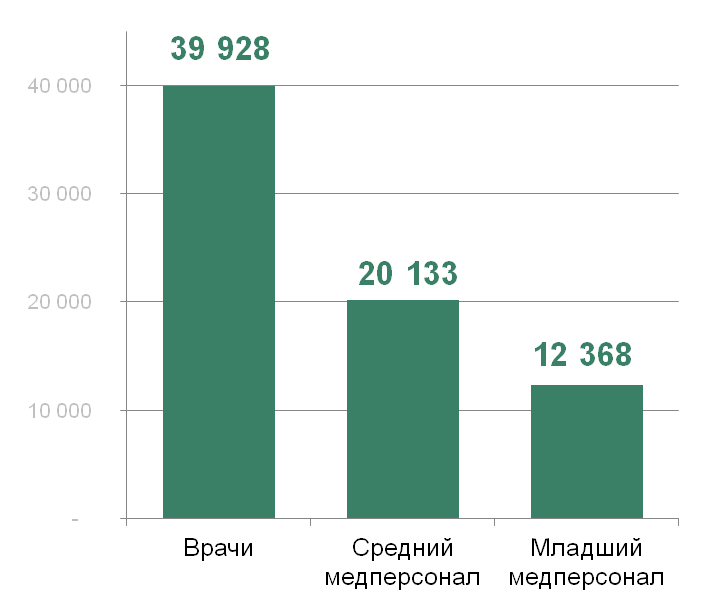 39 928
40 000
30 000
20 133
20 000
12 368
10 000
-
Врачи
Средний
медперсонал
Младший
медперсонал